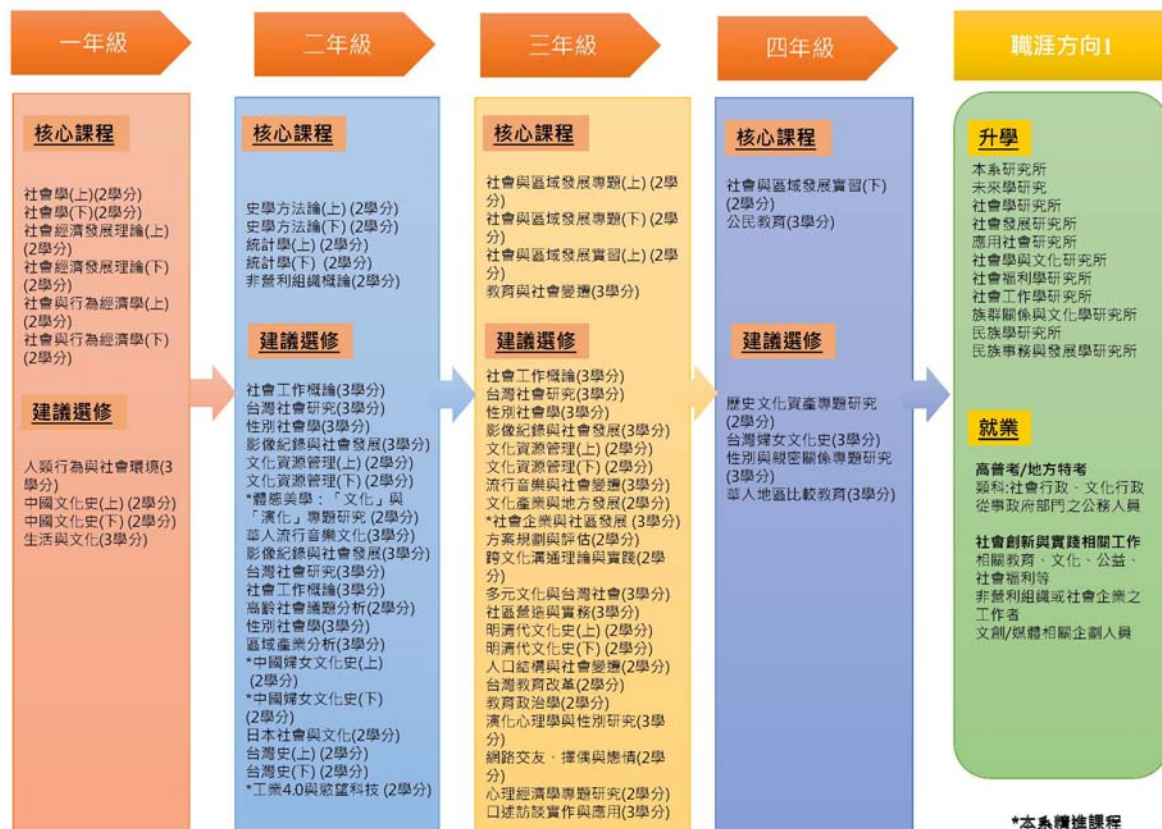 一年級
核心課程
社會學(上)(2學分)
社會學(下)(2學分)
社會經濟發展理論(上)
(2學分)
社會經濟發展理論(下)
(2學分)
社會與行為經濟學(上)
(2學分)
社會與行為經濟學(下)
(2學分)
建議選修
人類行為與社會環境(3
學分)
中國文化史(上) (2學分)
中國文化史(下) (2學分)
生活與文化(3學分)
二年級
核心課程
史學方法論(上) (2學分)
史學方法論(下) (2學分)
統計學(上) (2學分)
統計學(下) (2學分)
非營利組織概論(2學分)
建議選修
社會工作概論(3學分)
台灣社會研究(3學分)
性別社會學(3學分)
影像紀錄與社會發展(3學分)
文化資源管理(上) (2學分)
文化資源管理(下) (2學分)
*體態美學：「文化」與
「演化」專題研究 (2學分)
華人流行音樂文化(3學分)
影像紀錄與社會發展(3學分)
台灣社會研究(3學分)
社會工作概論(3學分)
高齡社會議題分析(2學分)
性別社會學(3學分)
區域產業分析(3學分)
*中國婦女文化史(上)
(2學分)
*中國婦女文化史(下)
(2學分)
日本社會與文化(2學分)
台灣史(上) (2學分)
台灣史(下) (2學分)
*工業4.0與慾望科技 (2學分)
三年級
核心課程
社會與區域發展專題(上) (2學
分)
社會與區域發展專題(下) (2學
分)
社會與區域發展實習(上) (2學
分)
教育與社會變遷(3學分)
建議選修
社會工作概論(3學分)
台灣社會研究(3學分)
性別社會學(3學分)
影像紀錄與社會發展(3學分)
文化資源管理(上) (2學分)
文化資源管理(下) (2學分)
流行音樂與社會變遷(3學分)
文化產業與地方發展(2學分)
*社會企業與社區發展 (3學分)
方案規劃與評估(2學分)
跨文化溝通理論與實踐(2學
分)
多元文化與台灣社會(3學分)
社區營造與實務(3學分)
明清代文化史(上) (2學分)
明清代文化史(下) (2學分)
人口結構與社會變遷(2學分)
台灣教育改革(2學分)
教育政治學(2學分)
演化心理學與性別研究(3學
分)
網路交友、擇偶與戀情(2學
分)
心理經濟學專題研究(2學分)
口述訪談實作與應用(3學分)
四年級
核心課程
社會與區域發展實習(下)
(2學分)
公民教育(3學分)
建議選修
歷史文化資產專題研究
(2學分)
台灣婦女文化史(3學分)
性別與親密關係專題研究
(3學分)
華人地區比較教育(3學分)
職涯方向1
升學
本系研究所
未來學研究
社會學研究所
社會發展研究所
應用社會研究所
社會學與文化研究所
社會福利學研究所
社會工作學研究所
族群關係與文化學研究所
民族學研究所
民族事務與發展學研究所
就業
高普考/地方特考
類科:社會行政、文化行政
從事政府部門之公務人員
社會創新與實踐相關工作
相關教育、文化、公益、
社會福利等
非營利組織或社會企業之
工作者
文創/媒體相關企劃人員
*本系精進課程